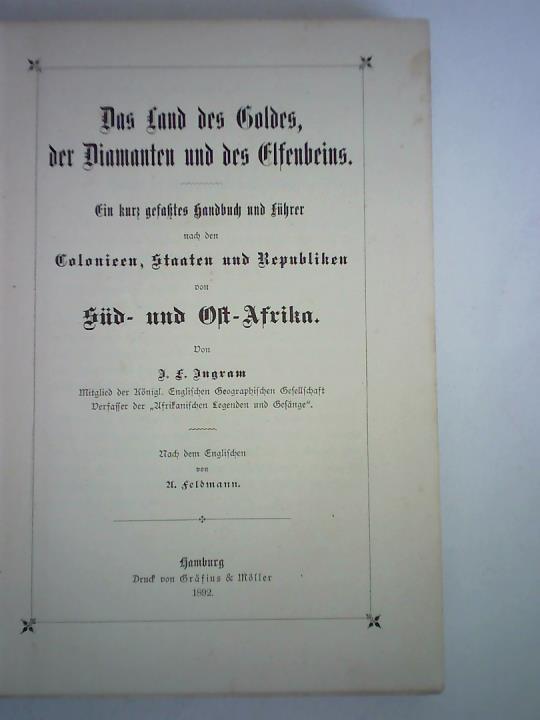 Das Land des Goldes,
der Diamanten und des Elfenbeins.
Ein kurz gefaßtes Handbuch und Führer
nach den
Colonieen, Staaten und Republiken
von
Süd- und Ost-Afrika.
Von
J. F. Ingram
Mitglied der Königl. Englischen Geographischen Gesellschaft
Verfasser der „Afrikanischen Legenden und Gesänge“.
Nach dem Englischen
von
A. Feldmann.
Hamburg
Druck von Gräfius & Möller
1892.